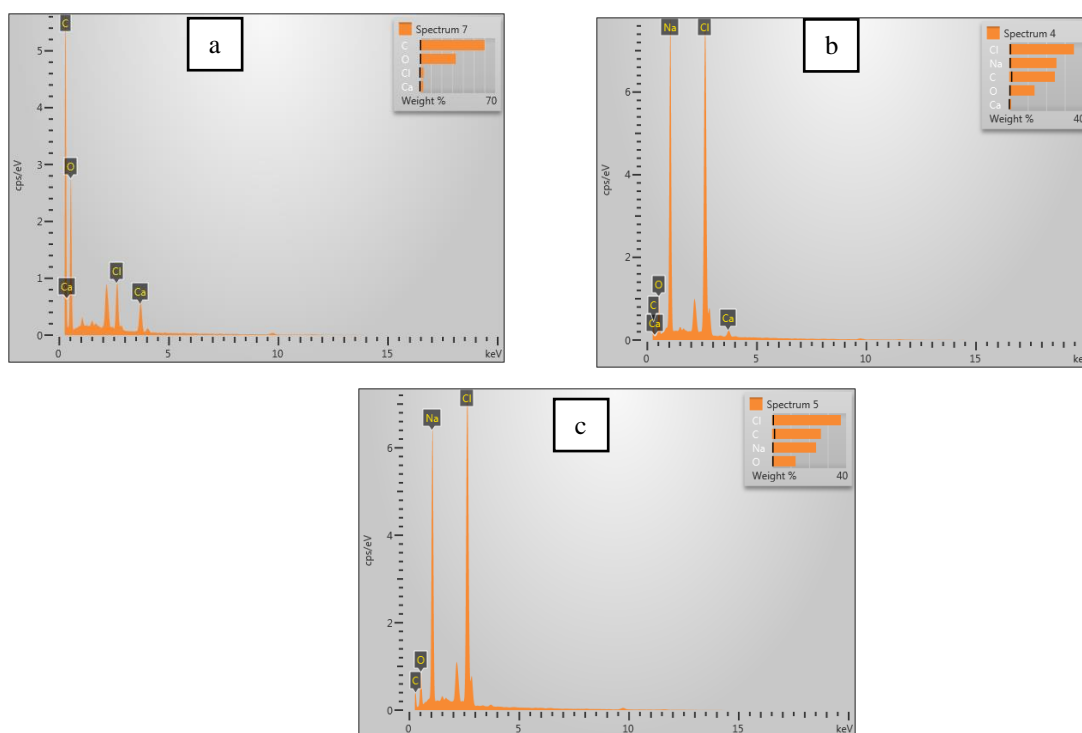 a
Spectrum 7
C
O
Cl
Ca
Weight % 70
C
O
Ca
Cl
Ca
cps/eV
5
4
3
2
1
0
0 5 10 15 keV
b
Spectrum 4
Cl
Na
C
O
Ca
Weight % 40
Na
Cl
O
C
Ca
Ca
cps/eV
6
4
2
0
0 5 10 15 ke
c
Spectrum 5
Cl
C
Na
O
Weight % 40
Cl
Na
O
C
cps/eV
6
4
2
0
0 5 10 15 keV